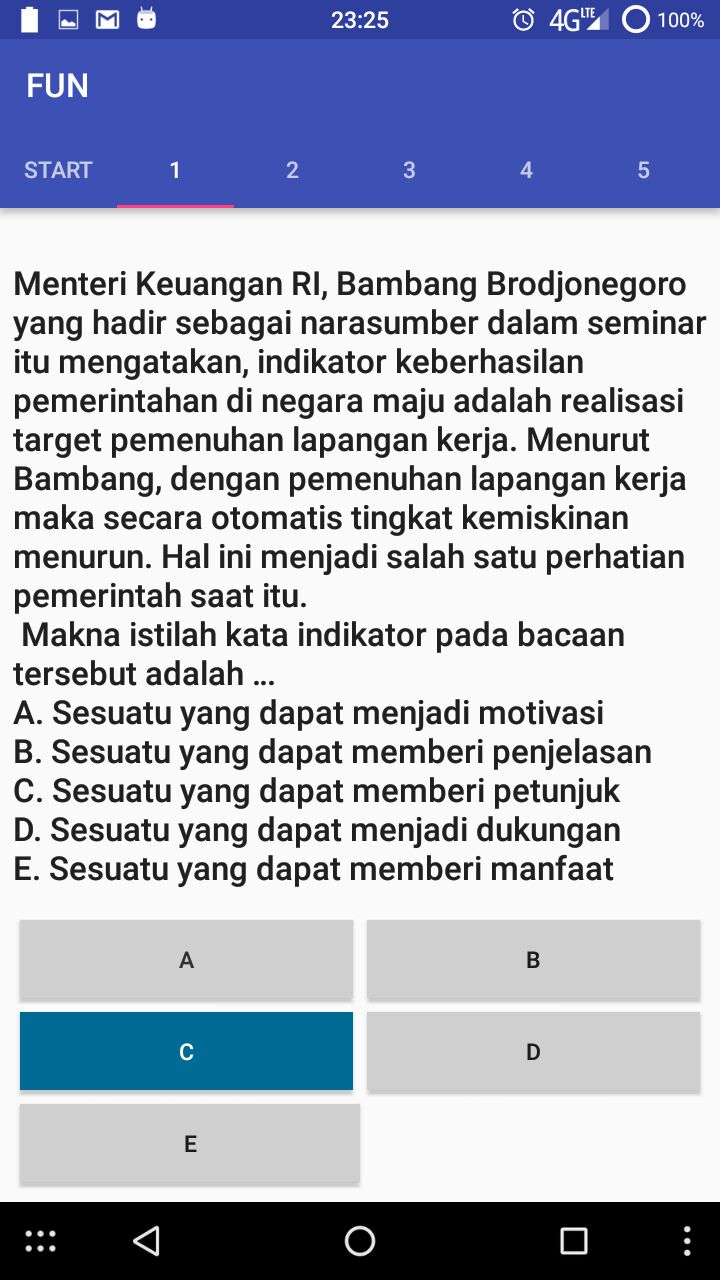 23:25
4G LTE
100%
FUN
START 1 2 3 4 5
Menteri Keuangan RI, Bambang Brodjonegoro
yang hadir sebagai narasumber dalam seminar
itu mengatakan, indikator keberhasilan
pemerintahan di negara maju adalah realisasi
target pemenuhan lapangan kerja. Menurut
Bambang, dengan pemenuhan lapangan kerja
maka secara otomatis tingkat kemiskinan
menurun. Hal ini menjadi salah satu perhatian
pemerintah saat itu.
Makna istilah kata indikator pada bacaan
tersebut adalah ...
A. Sesuatu yang dapat menjadi motivasi
B. Sesuatu yang dapat memberi penjelasan
C. Sesuatu yang dapat memberi petunjuk
D. Sesuatu yang dapat menjadi dukungan
E. Sesuatu yang dapat memberi manfaat
A
B
C
D
E